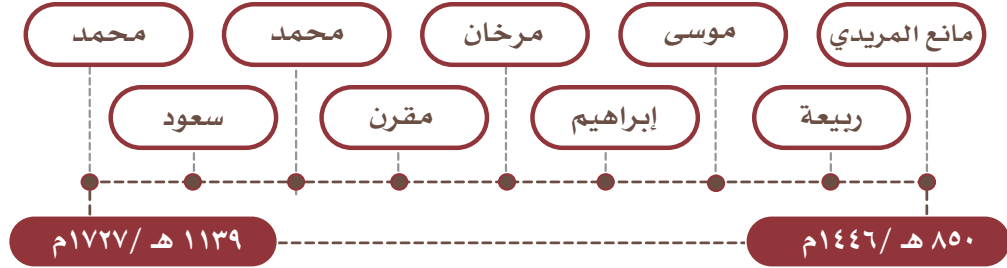 مانع المريدي
موسى
مرخان
محمد
محمد
ربيعة
إبراهيم
مقرن
سعود
٨٥٠ هـ /١٤٤٦م
١١٣٩ هـ /١٧٢٧م